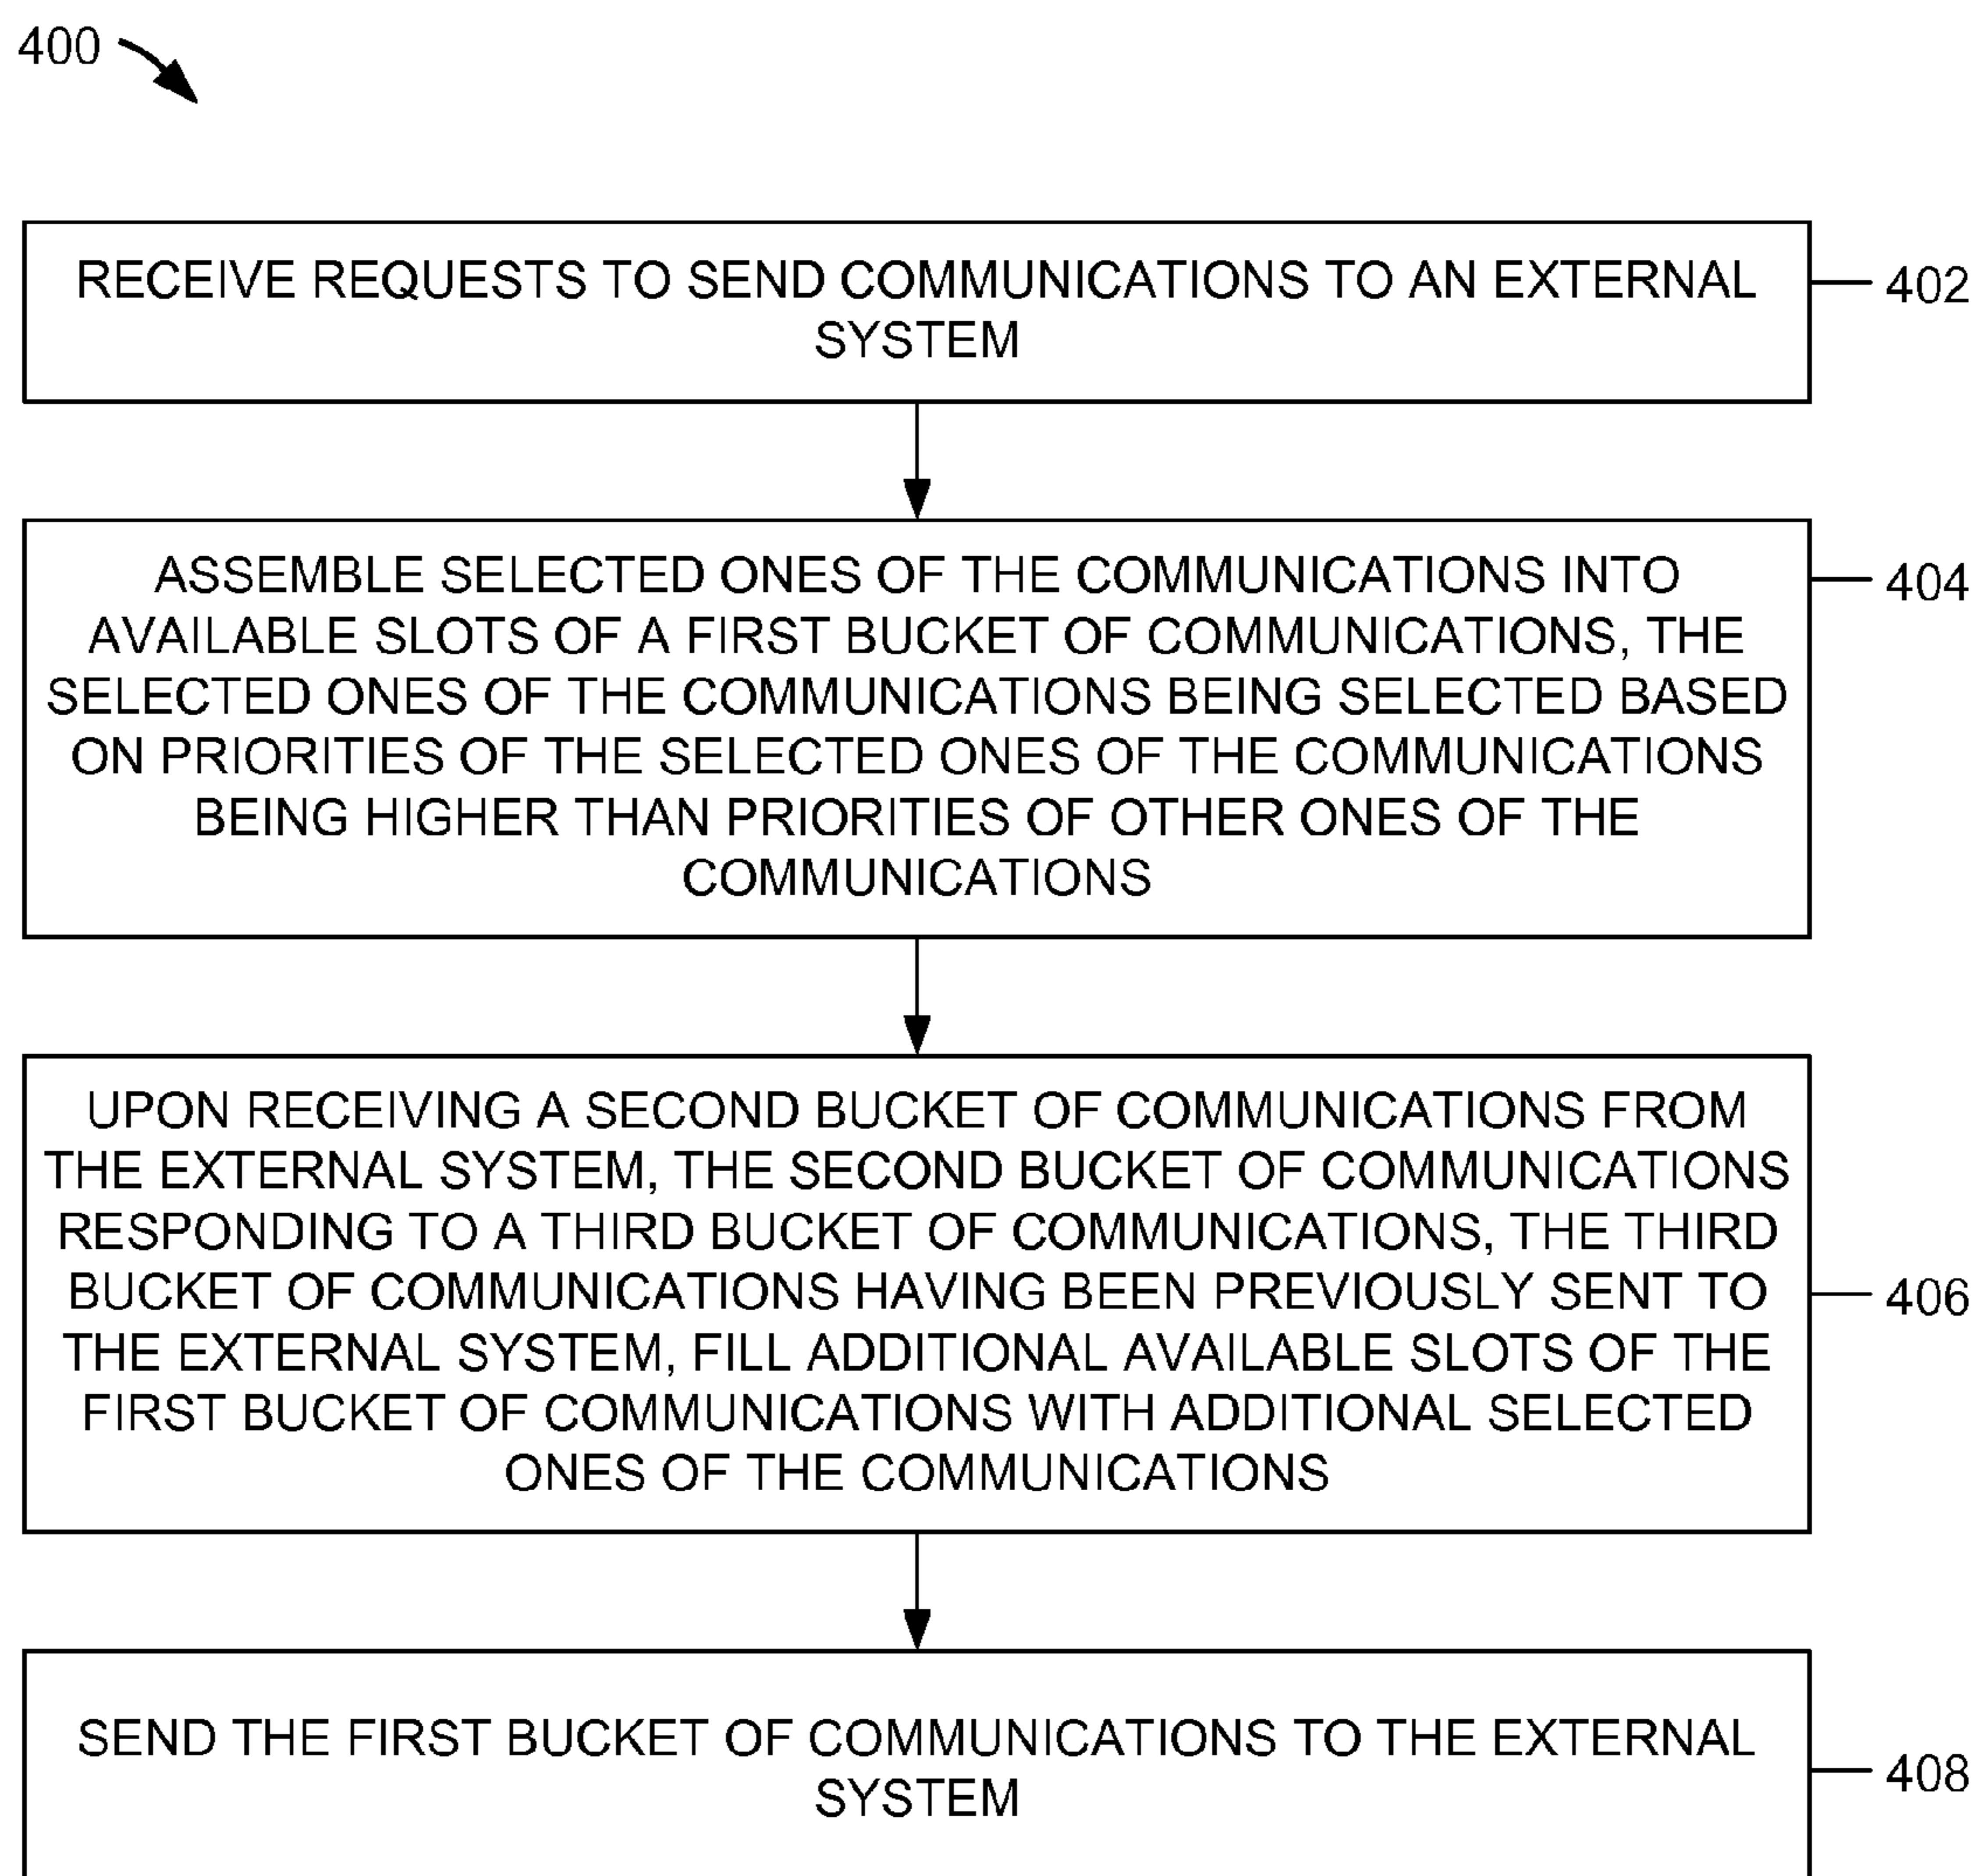 400
RECEIVE REQUESTS TO SEND COMMUNICATIONS TO AN EXTERNAL
SYSTEM
402
ASSEMBLE SELECTED ONES OF THE COMMUNICATIONS INTO
AVAILABLE SLOTS OF A FIRST BUCKET OF COMMUNICATIONS, THE
SELECTED ONES OF THE COMMUNICATIONS BEING SELECTED BASED
ON PRIORITIES OF THE SELECTED ONES OF THE COMMUNICATIONS
BEING HIGHER THAN PRIORITIES OF OTHER ONES OF THE
COMMUNICATIONS
404
UPON RECEIVING A SECOND BUCKET OF COMMUNICATIONS FROM
THE EXTERNAL SYSTEM, THE SECOND BUCKET OF COMMUNICATIONS
RESPONDING TO A THIRD BUCKET OF COMMUNICATIONS, THE THIRD
BUCKET OF COMMUNICATIONS HAVING BEEN PREVIOUSLY SENT TO
THE EXTERNAL SYSTEM, FILL ADDITIONAL AVAILABLE SLOTS OF THE
FIRST BUCKET OF COMMUNICATIONS WITH ADDITIONAL SELECTED
ONES OF THE COMMUNICATIONS
406
SEND THE FIRST BUCKET OF COMMUNICATIONS TO THE EXTERNAL
SYSTEM
408